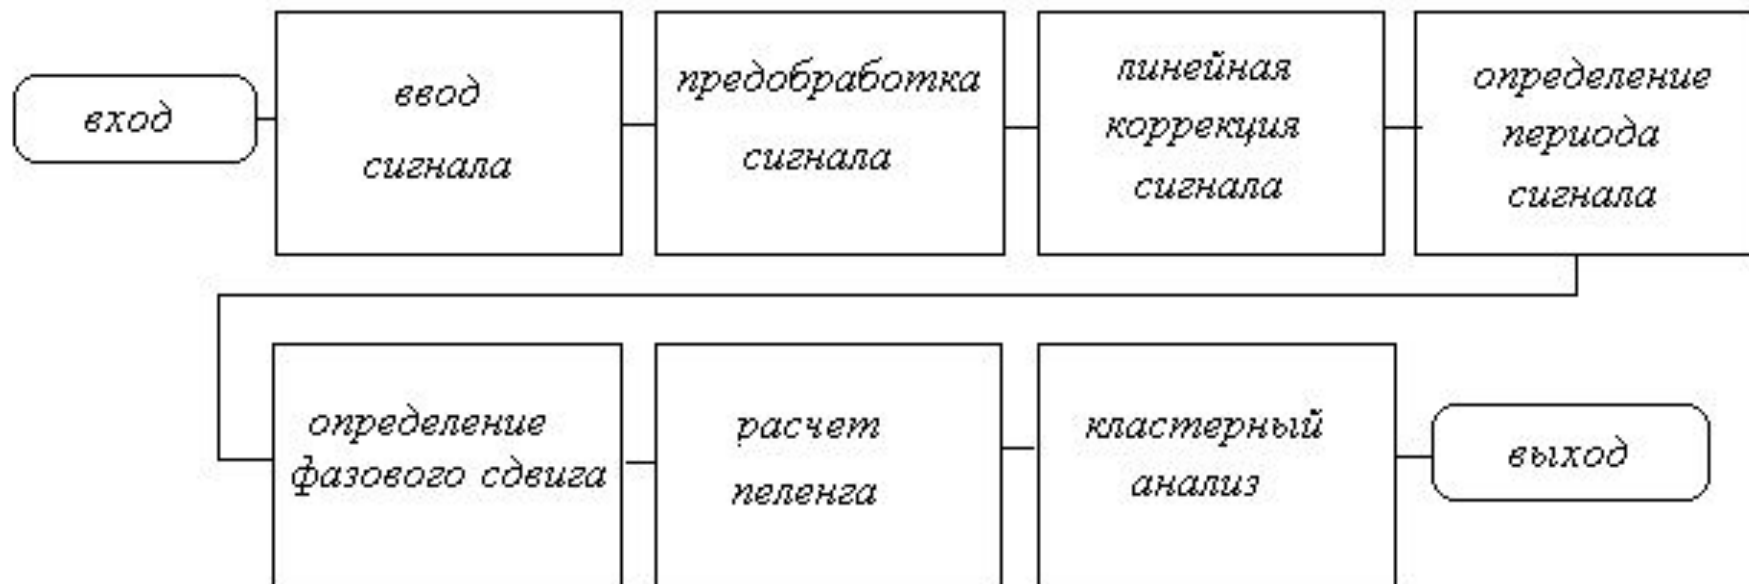 вход
ввод
сигнала
предобработка
сигнала
линейная
коррекция
сигнала
определение
периода
сигнала
определение
фазового сдвига
расчет
пеленга
кластерный
анализ
выход